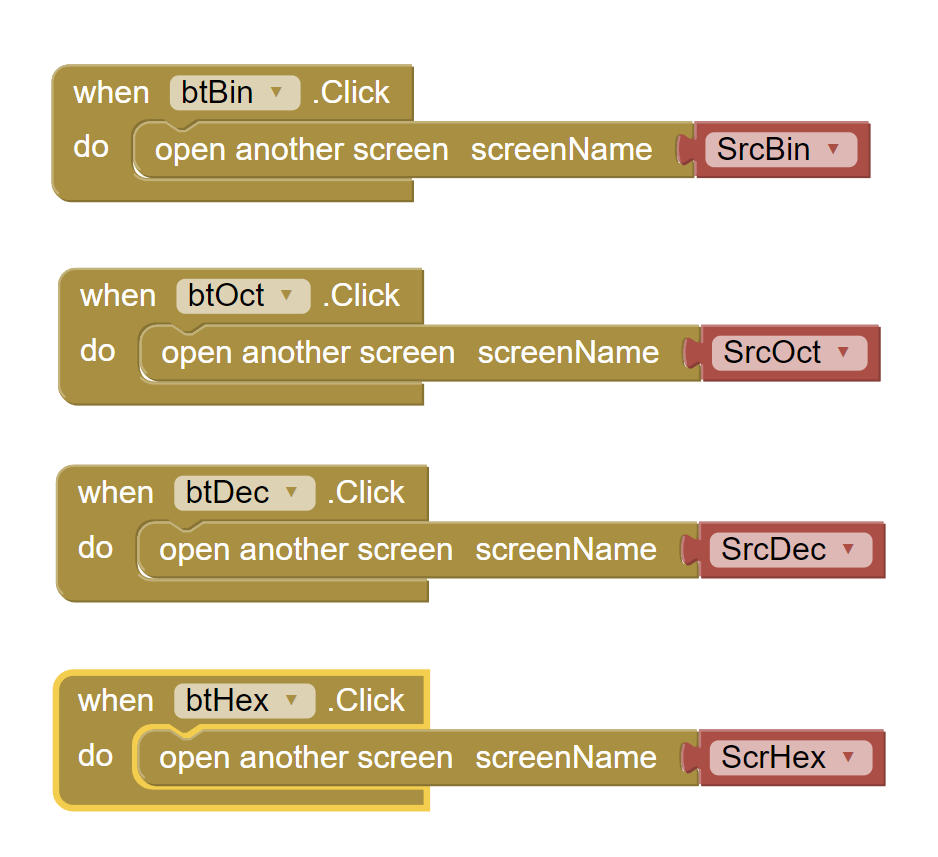 when btBin .Click
do open another screen screenName SrcBin
when btOct .Click
do open another screen screenName SrcOct
when btDec .Click
do open another screen screenName SrcDec
when btHex .Click
do open another screen screenName ScrHex